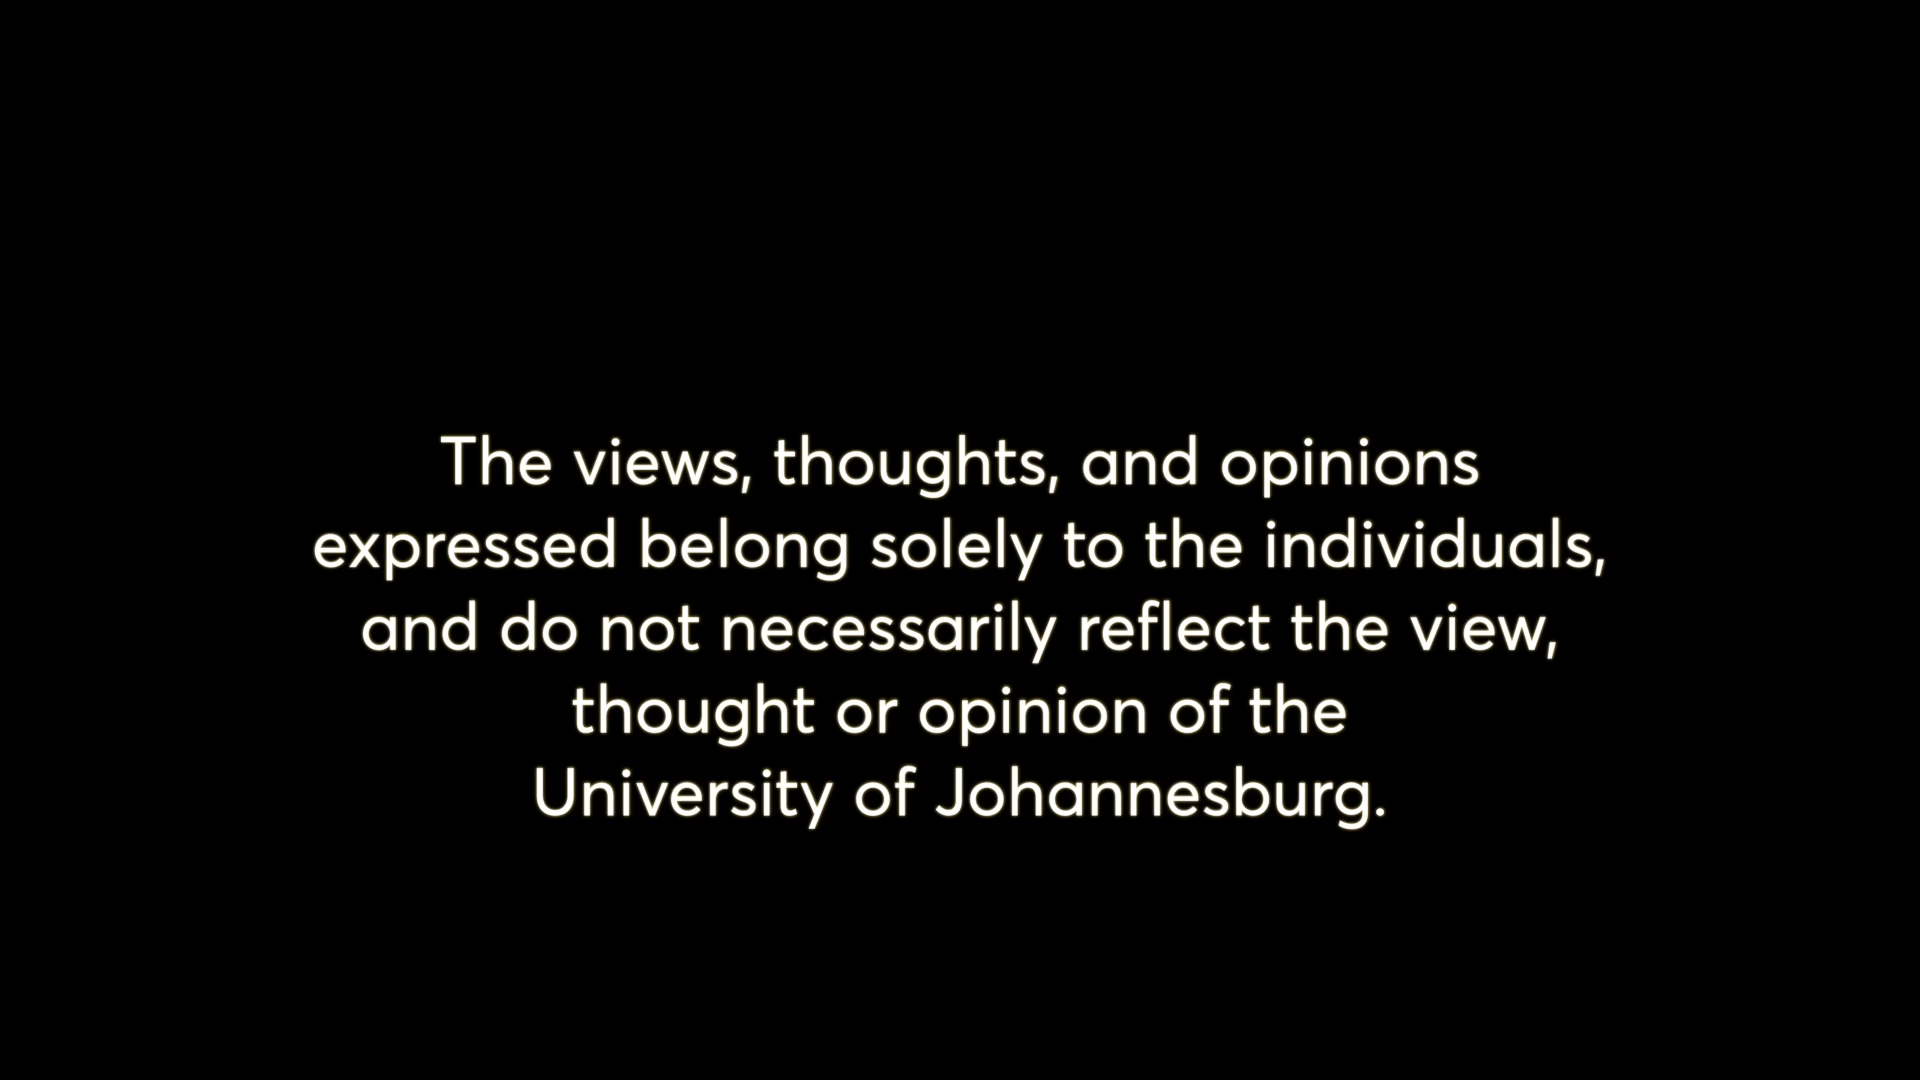 The views, thoughts, and opinions
expressed belong solely to the individuals,
and do not necessarily reflect the view,
thought or opinion of the
University of Johannesburg.